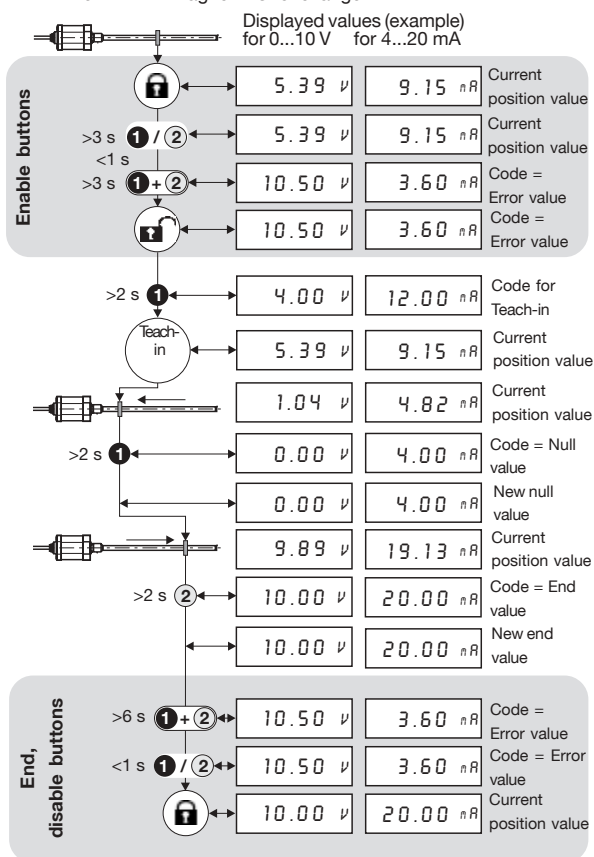 Displayed values (example)
for 0...10 V for 4...20 mA
Enable buttons
5.39 V 9.15 mA Current
position value
>3 s 1 / 2 5.39 V 9.15 mA Current
position value
<1 s
>3 s 1 + 2 10.50 V 3.60 mA Code =
Error value
10.50 V 3.60 mA Code =
Error value
>2 s 1 4.00 V 12.00 mA Code for
Teach-in
Teach-
in
5.39 V 9.15 mA Current
position value
1.04 V 4.82 mA Current
position value
>2 s 1 0.00 V 4.00 mA Code = Null
value
0.00 V 4.00 mA New null
value
9.89 V 19.13 mA Current
position value
>2 s 2 10.00 V 20.00 mA Code = End
value
10.00 V 20.00 mA New end
value
End,
disable buttons
>6 s 1 + 2 10.50 V 3.60 mA Code =
Error value
<1 s 1 / 2 10.50 V 3.60 mA Code = Error
value
10.00 V 20.00 mA Current
position value